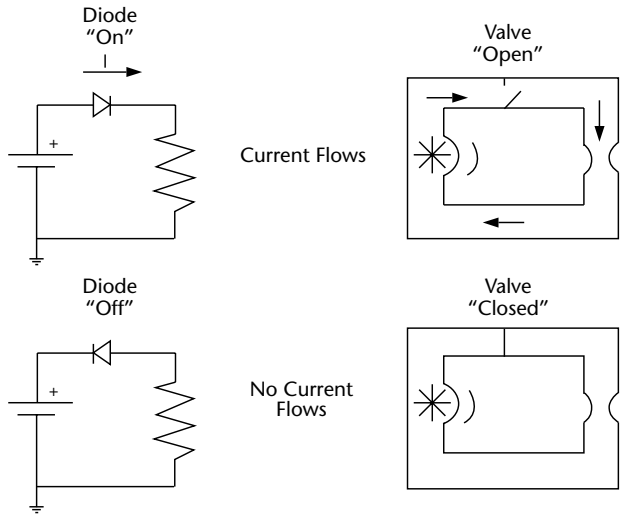 Diode
“On”
I
+
Current Flows
Valve
“Open”
Diode
“Off”
+
No Current
Flows
Valve
“Closed”